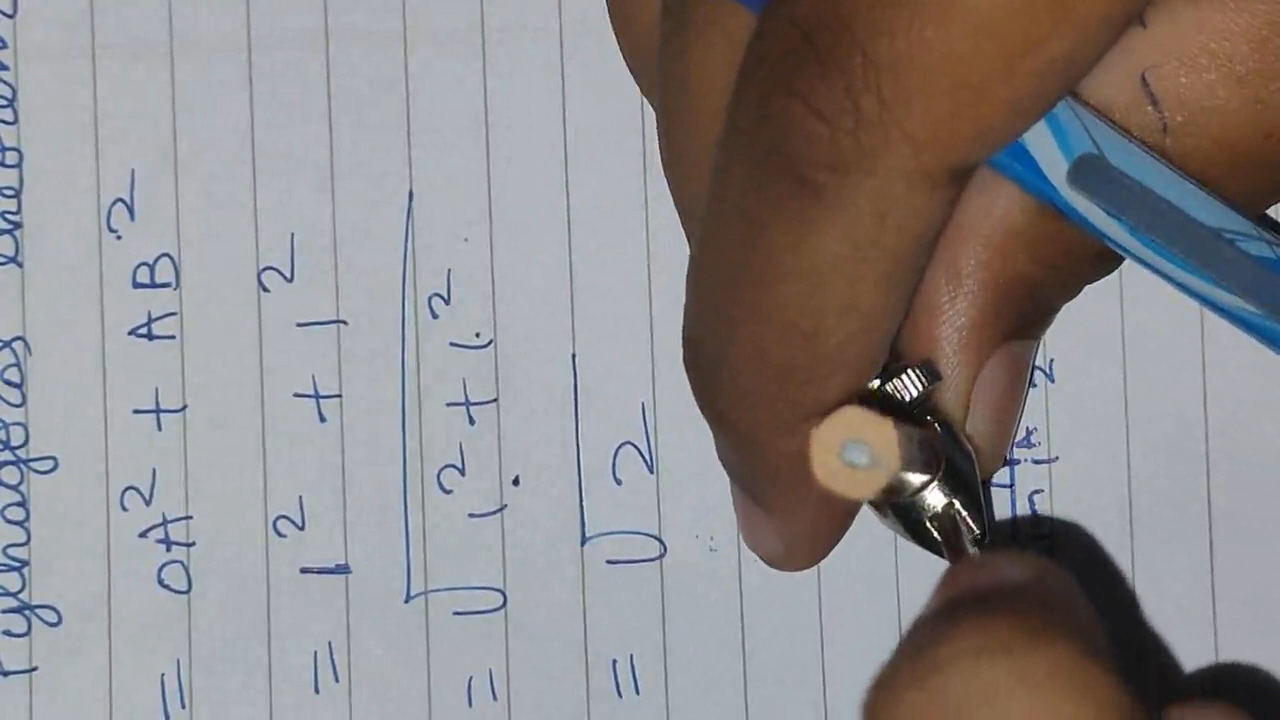 Pythagoras theorem
= OA² + AB²
= 1² + 1²
= √1² + 1²
= √2